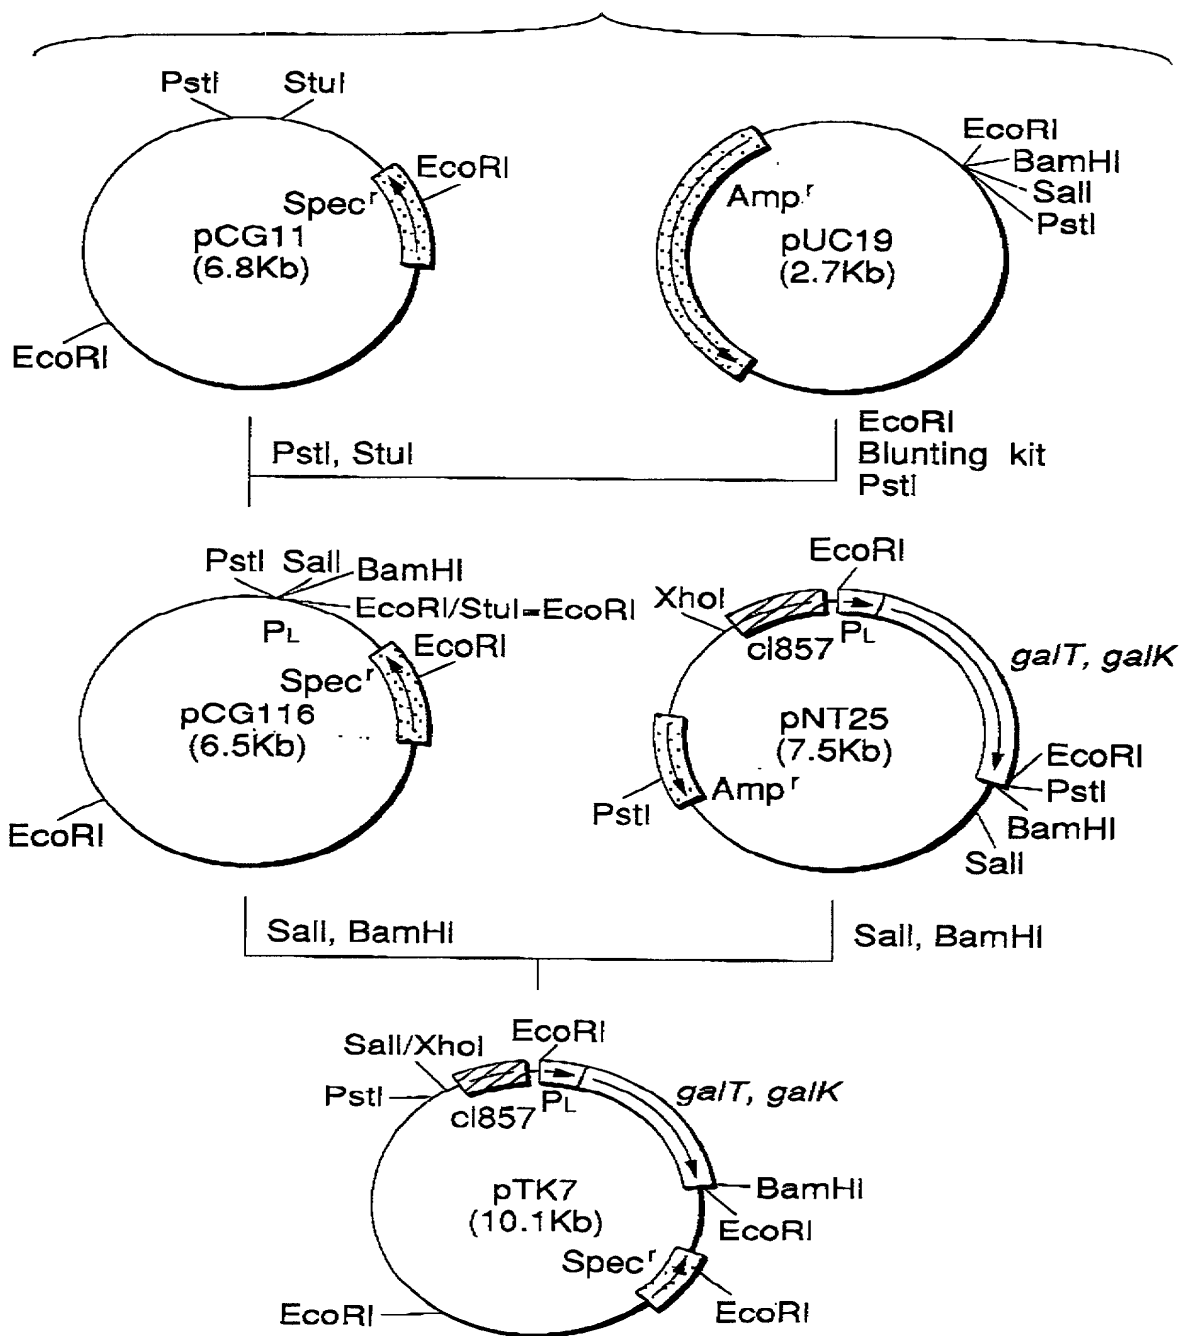 PstI StuI
EcoRI
Spec r
pCG11
(6.8Kb)
EcoRI
EcoRI
BamHI
SalI
PstI
Amp r
pUC19
(2.7Kb)
PstI, StuI
EcoRI
Blunting kit
PstI
PstI SalI
BamHI
EcoRI/StuI=EcoRI
PL
EcoRI
Spec r
pCG116
(6.5Kb)
EcoRI
EcoRI
XhoI
cI857
PL
galT, galK
pNT25
(7.5Kb)
EcoRI
PstI
BamHI
SalI
PstI
Amp r
SalI, BamHI
SalI, BamHI
EcoRI
SalI/XhoI
PstI
cI857
PL
galT, galK
pTK7
(10.1Kb)
BamHI
EcoRI
Spec r
EcoRI
EcoRI